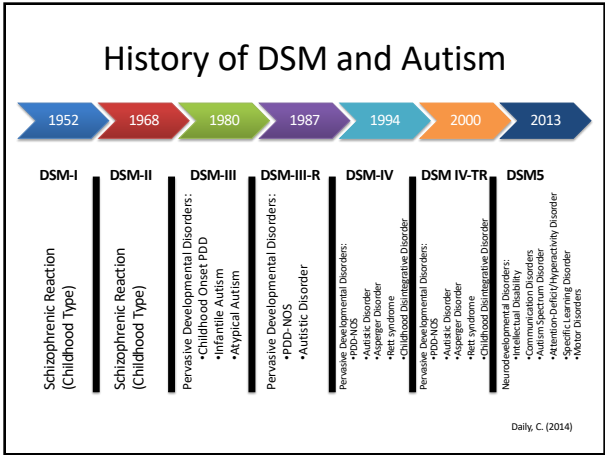 History of DSM and Autism
1952
1968
1980
1987
1994
2000
2013
DSM-I
Schizophrenic Reaction
(Childhood Type)
DSM-II
Schizophrenic Reaction
(Childhood Type)
DSM-III
Pervasive Developmental Disorders:
•Childhood Onset PDD
•Infantile Autism
•Atypical Autism
DSM-III-R
Pervasive Developmental Disorders:
•PDD-NOS
•Autistic Disorder
DSM-IV
Pervasive Developmental Disorders:
•PDD-NOS
•Autistic Disorder
•Asperger Disorder
•Rett syndrome
•Childhood Disintegrative Disorder
DSM IV-TR
Pervasive Developmental Disorders:
•PDD-NOS
•Autistic Disorder
•Asperger Disorder
•Rett syndrome
•Childhood Disintegrative Disorder
DSM5
Neurodevelopmental Disorders:
•Intellectual Disability
•Communication Disorders
•Autism Spectrum Disorder
•Attention-Deficit/Hyperactivity Disorder
•Specific Learning Disorder
•Motor Disorders
Daily, C. (2014)